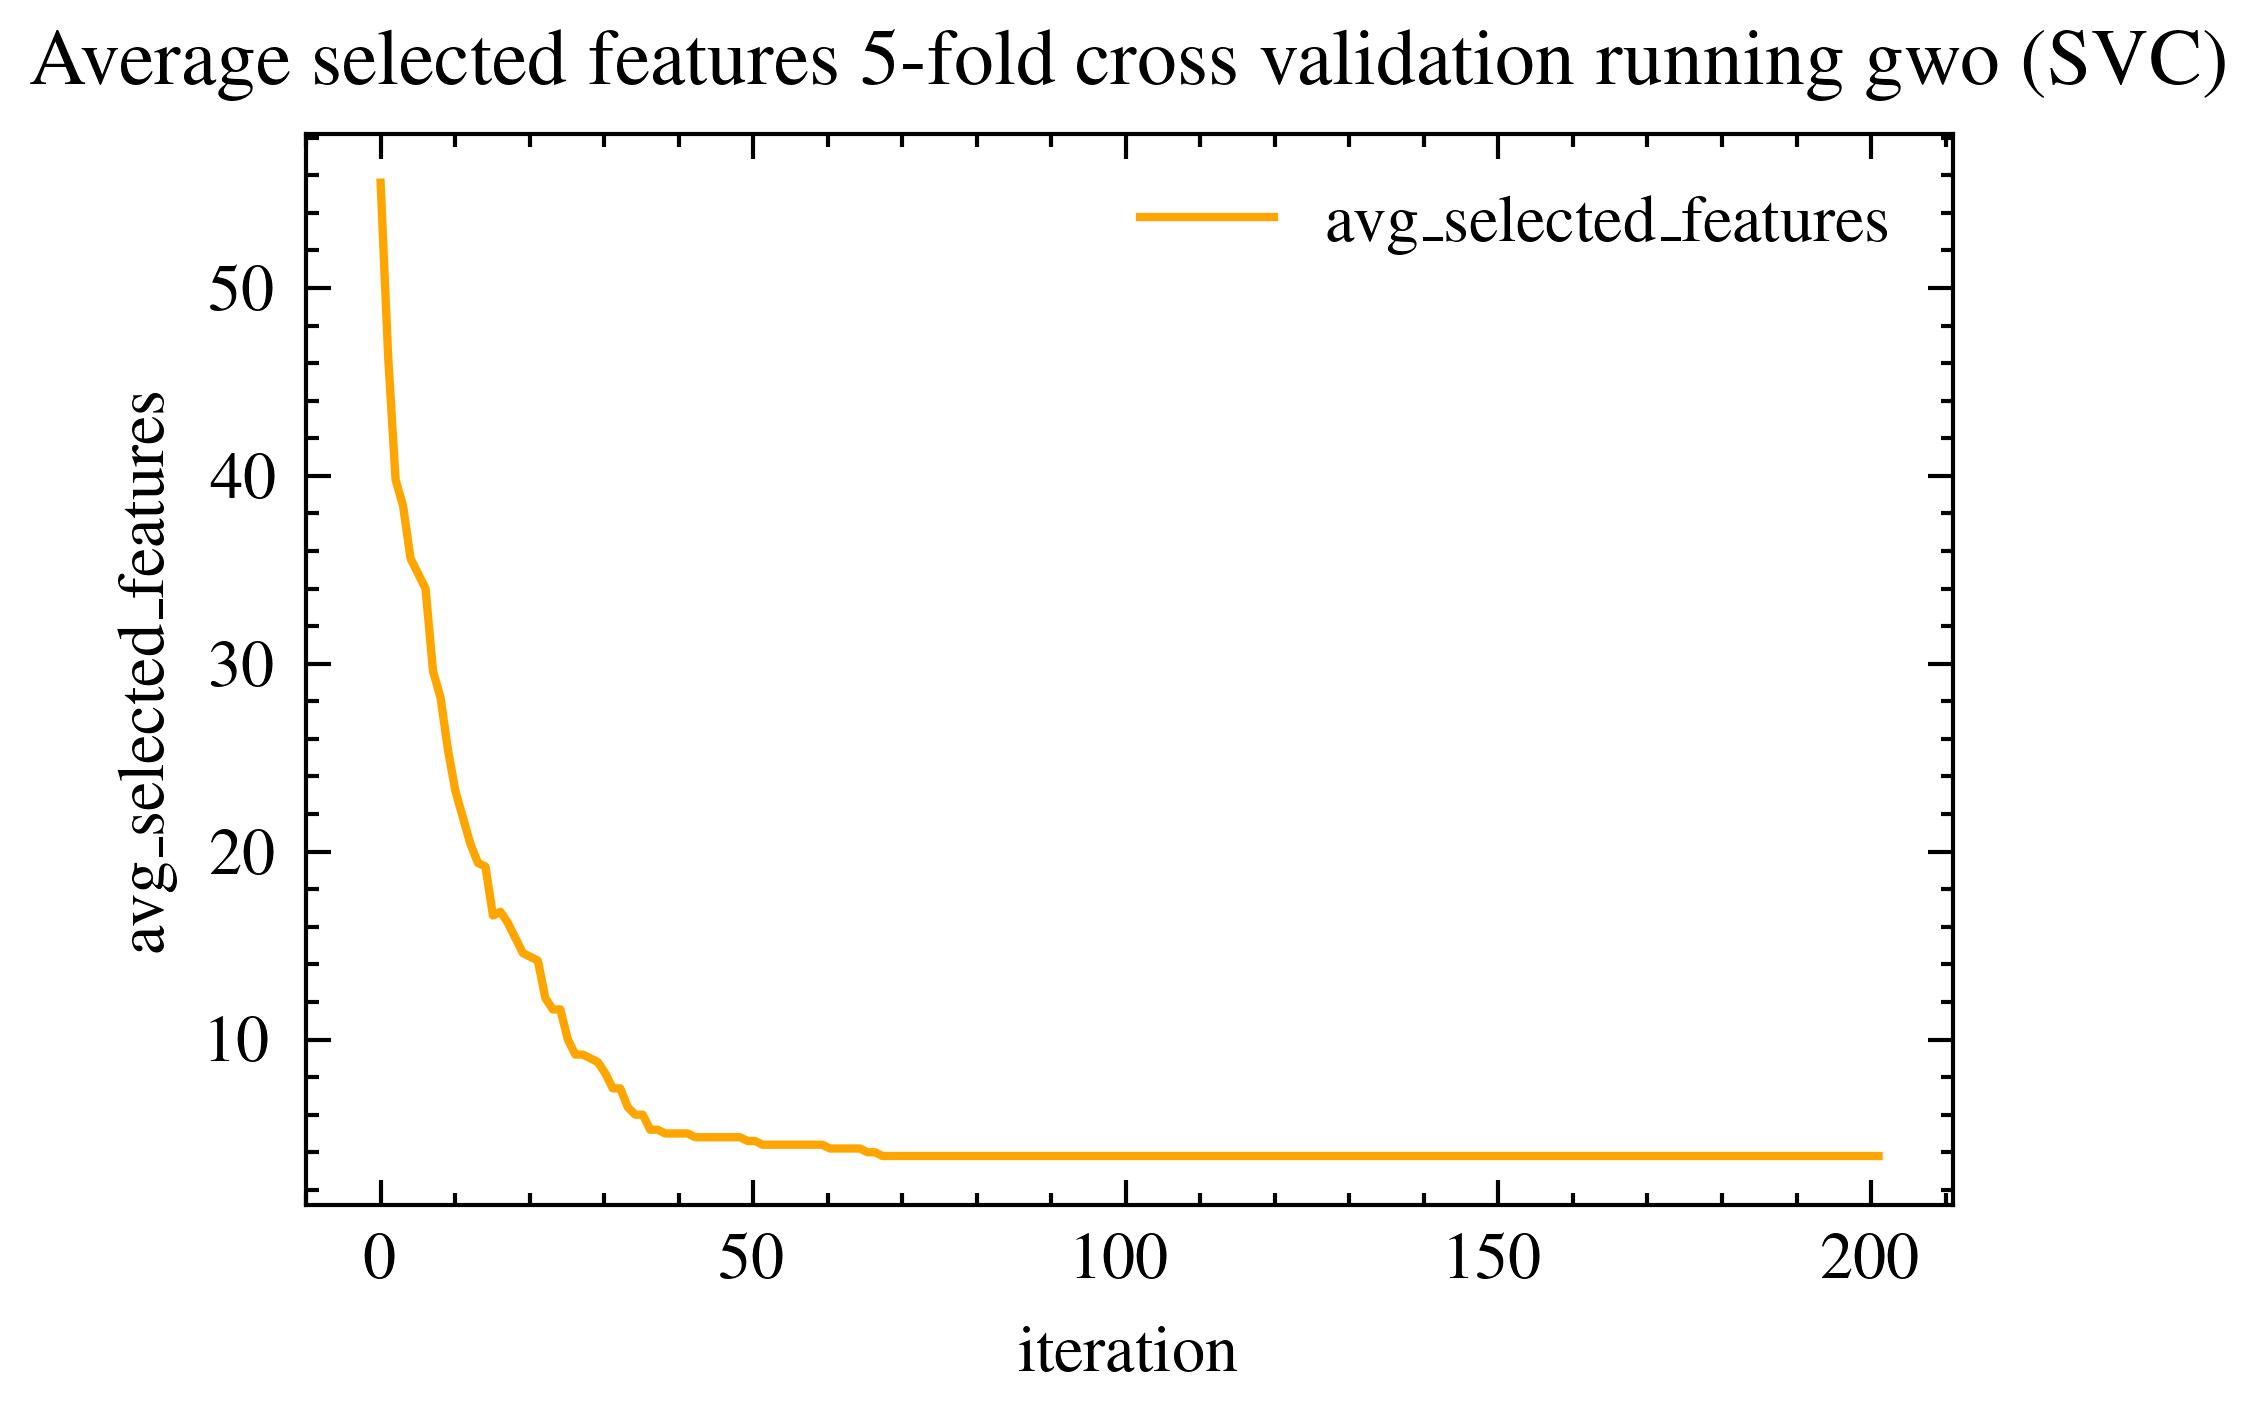 Average selected features 5-fold cross validation running gwo (SVC)
avg_selected_features
50
40
30
20
10
avg_selected_features
0 50 100 150 200
iteration